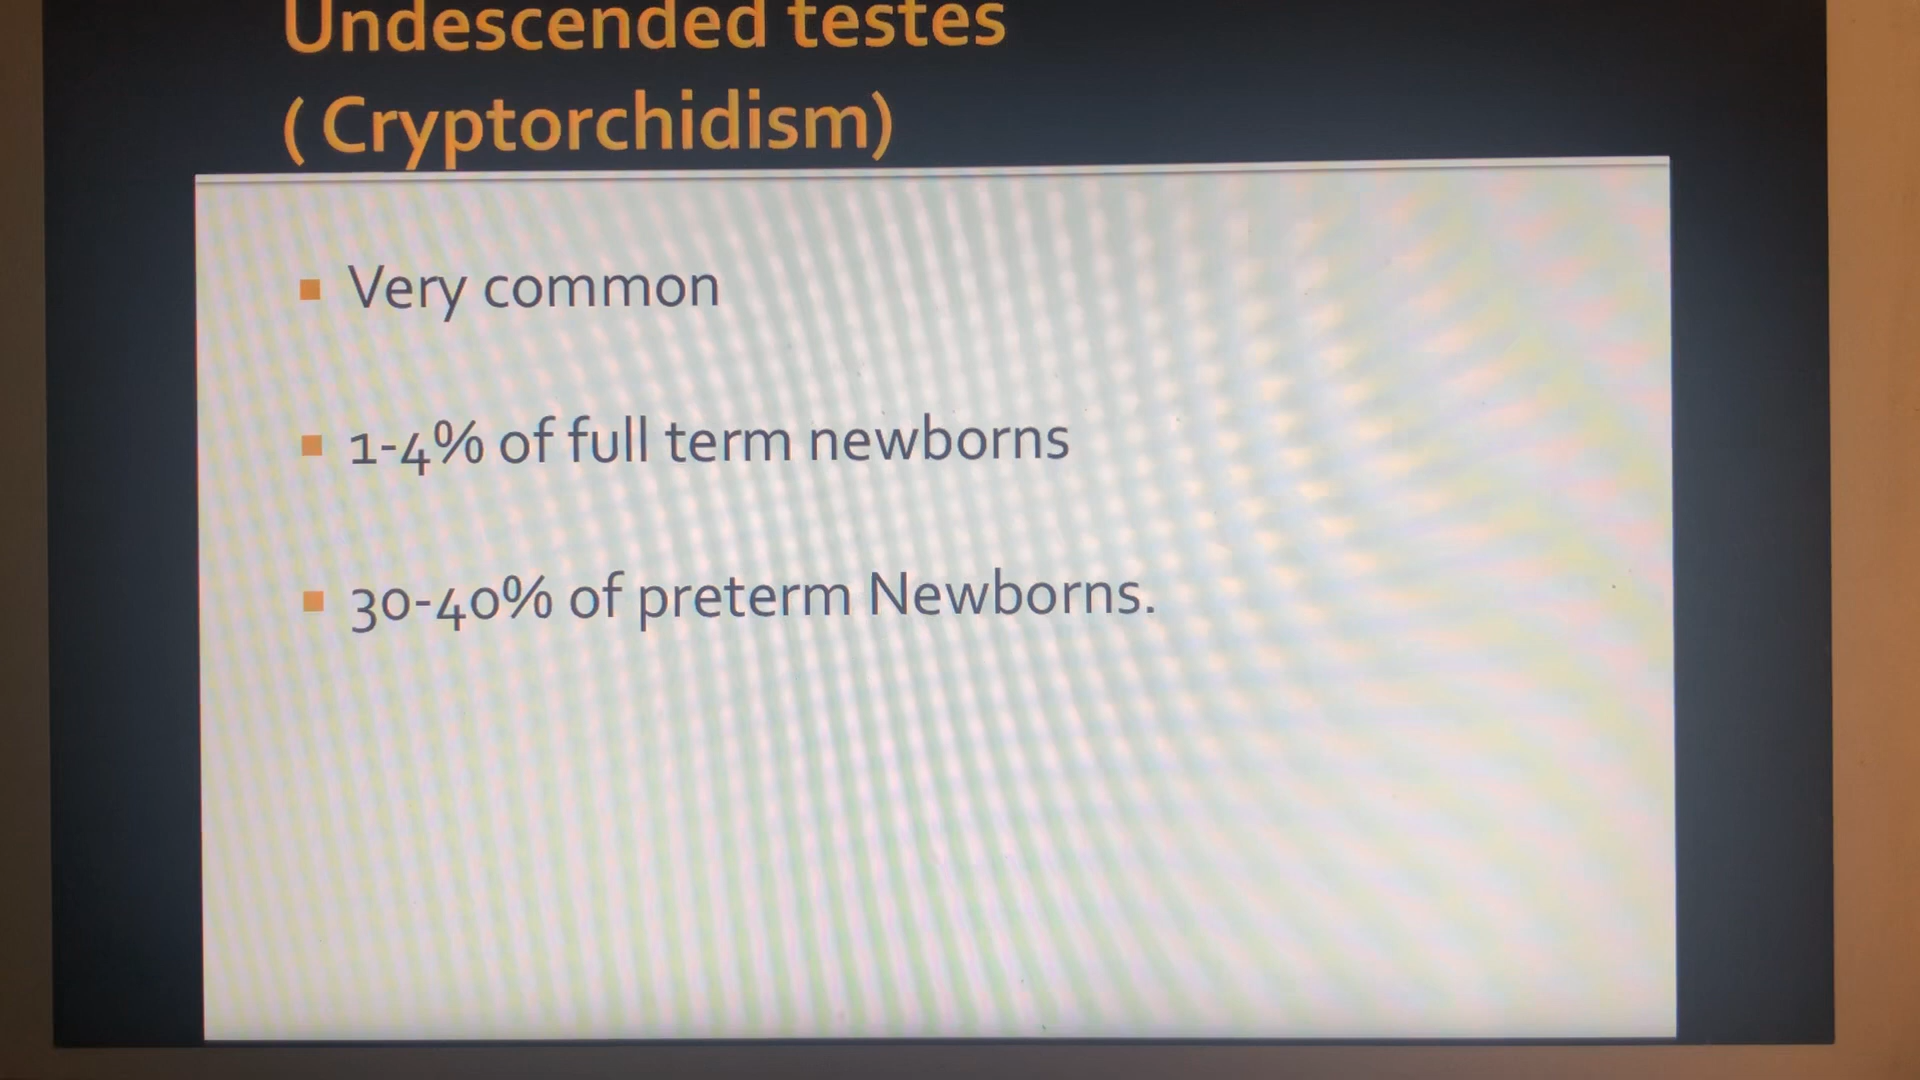 Undescended testes
( Cryptorchidism)
Very common
1-4% of full term newborns
30-40% of preterm Newborns.